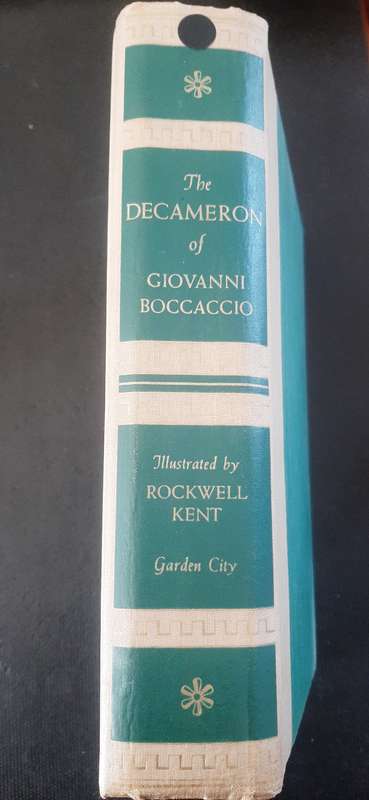 The
DECAMERON
of
GIOVANNI
BOCCACCIO
Illustrated by
ROCKWELL
KENT
Garden City